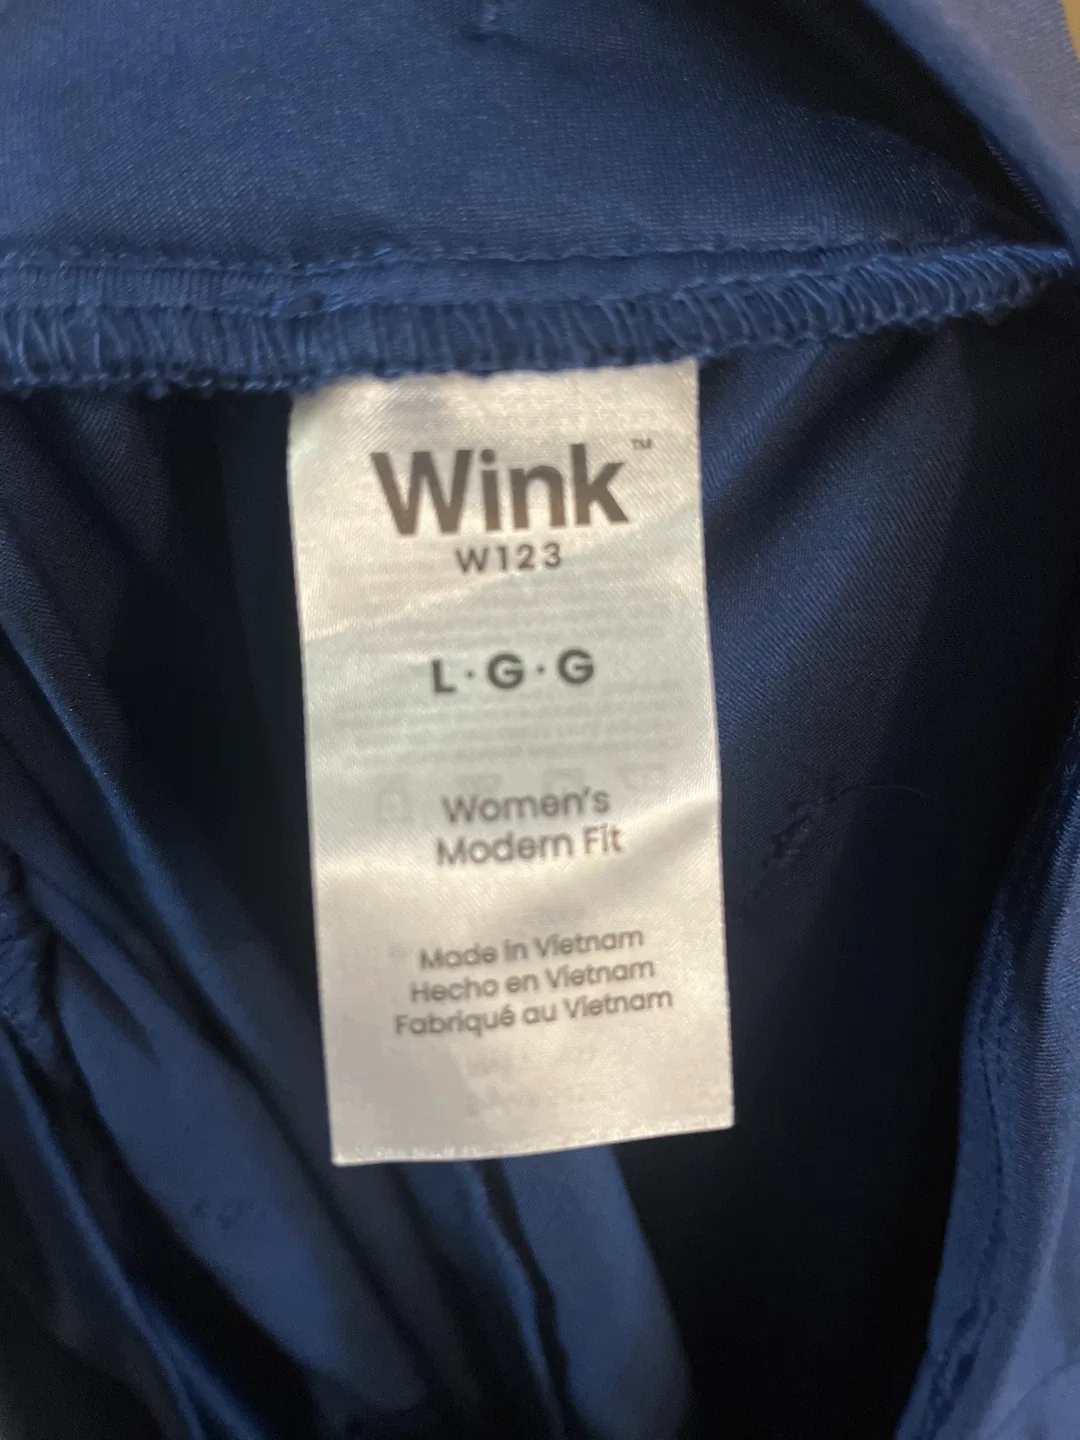 Wink™
W123
L·G·G
Women's
Modern Fit
Made in Vietnam
Hecho en Vietnam
Fabriqué au Vietnam